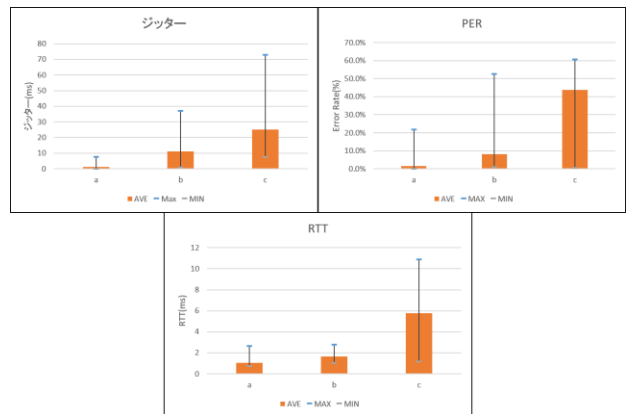 ジッター
80
70
60
50
40
30
20
10
0
ジッター(ms)
a b c
AVE Max MIN
PER
70.0%
60.0%
50.0%
40.0%
30.0%
20.0%
10.0%
0.0%
Error Rate(%)
a b c
AVE MAX MIN
RTT
12
10
8
6
4
2
0
RTT(ms)
a b c
AVE MAX MIN